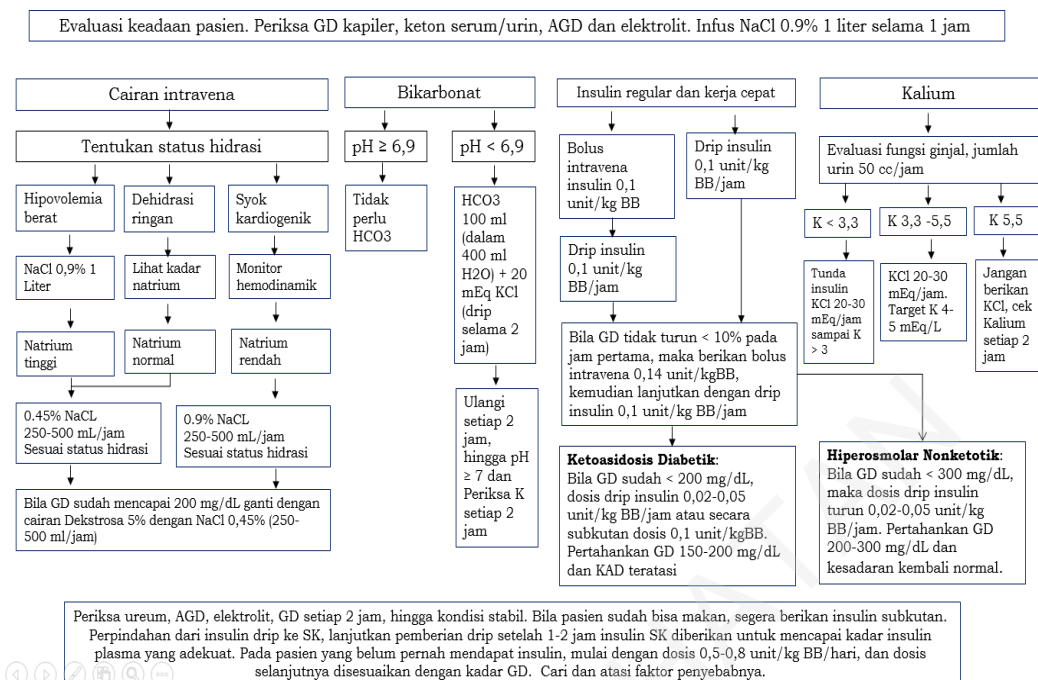 Evaluasi keadaan pasien. Periksa GD kapiler, keton serum/urin, AGD dan elektrolit. Infus NaCl 0.9% 1 liter selama 1 jam
Cairan intravena
Tentukan status hidrasi
Hipovolemia
berat
Dehidrasi
ringan
Syok
kardiogenik
NaCl 0,9% 1
Liter
Lihat kadar
natrium
Monitor
hemodinamik
Natrium
tinggi
Natrium
normal
Natrium
rendah
0.45% NaCL
250-500 mL/jam
Sesuai status hidrasi
0.9% NaCL
250-500 mL/jam
Sesuai status hidrasi
Bila GD sudah mencapai 200 mg/dL ganti dengan
cairan Dekstrosa 5% dengan NaCl 0,45% (250-
500 ml/jam)
Bikarbonat
pH ≥ 6,9
pH < 6,9
Tidak
perlu
HCO3
HCO3
100 ml
(dalam
400 ml
H2O) + 20
mEq KCl
(drip
selama 2
jam)
Ulangi
setiap 2
jam,
hingga pH
≥ 7 dan
Periksa K
setiap 2
jam
Insulin regular dan kerja cepat
Bolus
intravena
insulin 0,1
unit/kg BB
Drip insulin
0,1 unit/kg
BB/jam
Drip insulin
0,1 unit/kg
BB/jam
Bila GD tidak turun < 10% pada
jam pertama, maka berikan bolus
intravena 0,14 unit/kgBB,
kemudian lanjutkan dengan drip
insulin 0,1 unit/kg BB/jam
Ketoasidosis Diabetik:
Bila GD sudah < 200 mg/dL,
dosis drip insulin 0,02-0,05
unit/kg BB/jam atau secara
subkutan dosis 0,1 unit/kgBB.
Pertahankan GD 150-200 mg/dL
dan KAD teratasi
Kalium
Evaluasi fungsi ginjal, jumlah
urin 50 cc/jam
K < 3,3
K 3,3 -5,5
K 5,5
Tunda
insulin
KCl 20-30
mEq/jam
sampai K
> 3
KCl 20-30
mEq/jam.
Target K 4-
5 mEq/L
Jangan
berikan
KCl, cek
Kalium
setiap 2
jam
Hiperosmolar Nonketotik:
Bila GD sudah < 300 mg/dL,
maka dosis drip insulin
turun 0,02-0,05 unit/kg
BB/jam. Pertahankan GD
200-300 mg/dL dan
kesadaran kembali normal.
Periksa ureum, AGD, elektrolit, GD setiap 2 jam, hingga kondisi stabil. Bila pasien sudah bisa makan, segera berikan insulin subkutan.
Perpindahan dari insulin drip ke SK, lanjutkan pemberian drip setelah 1-2 jam insulin SK diberikan untuk mencapai kadar insulin
plasma yang adekuat. Pada pasien yang belum pernah mendapat insulin, mulai dengan dosis 0,5-0,8 unit/kg BB/hari, dan dosis
selanjutnya disesuaikan dengan kadar GD. Cari dan atasi faktor penyebabnya.